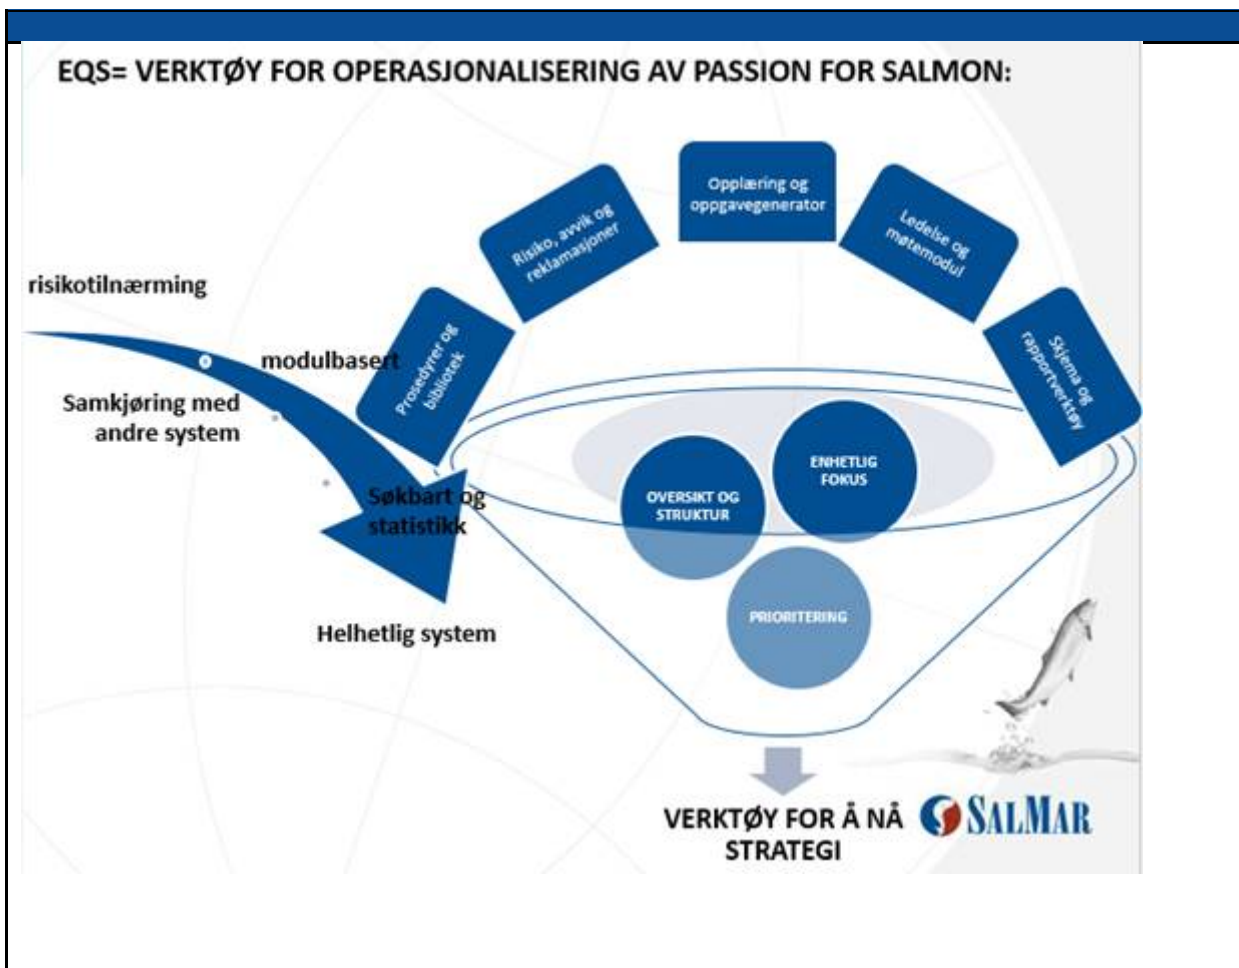 EQS= VERKTØY FOR OPERASJONALISERING AV PASSION FOR SALMON:
Opplæring og
oppgavegenerator
Risiko, avvik og
reklamasjoner
Ledelse og
møtemodul
Prosedyrer og
bibliotek
Skjema og
rapportverktøy
risikotilnærming
modulbasert
Samkjøring med
andre system
Søkbart og
statistikk
Helhetlig system
ENHETLIG
FOKUS
OVERSIKT OG
STRUKTUR
PRIORITERING
VERKTØY FOR Å NÅ
STRATEGI
SALMAR